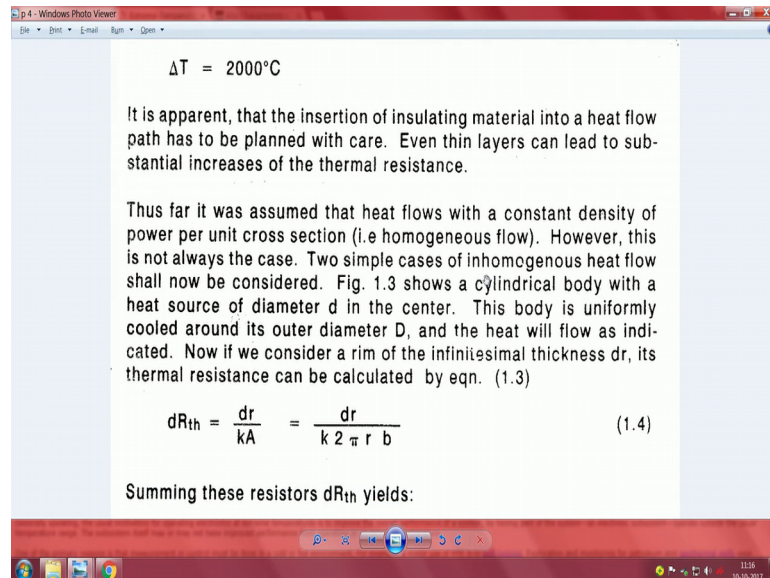 p 4 - Windows Photo Viewer
File Print E-mail Burn Open
ΔT = 2000°C
It is apparent, that the insertion of insulating material into a heat flow
path has to be planned with care. Even thin layers can lead to sub-
stantial increases of the thermal resistance.
Thus far it was assumed that heat flows with a constant density of
power per unit cross section (i.e homogeneous flow). However, this
is not always the case. Two simple cases of inhomogenous heat flow
shall now be considered. Fig. 1.3 shows a cylindrical body with a
heat source of diameter d in the center. This body is uniformly
cooled around its outer diameter D, and the heat will flow as indi-
cated. Now if we consider a rim of the infinitesimal thickness dr, its
thermal resistance can be calculated by eqn. (1.3)
dRth = dr/kA = dr/k 2 π r b (1.4)
Summing these resistors dRth yields:
11:16
10-10-2017